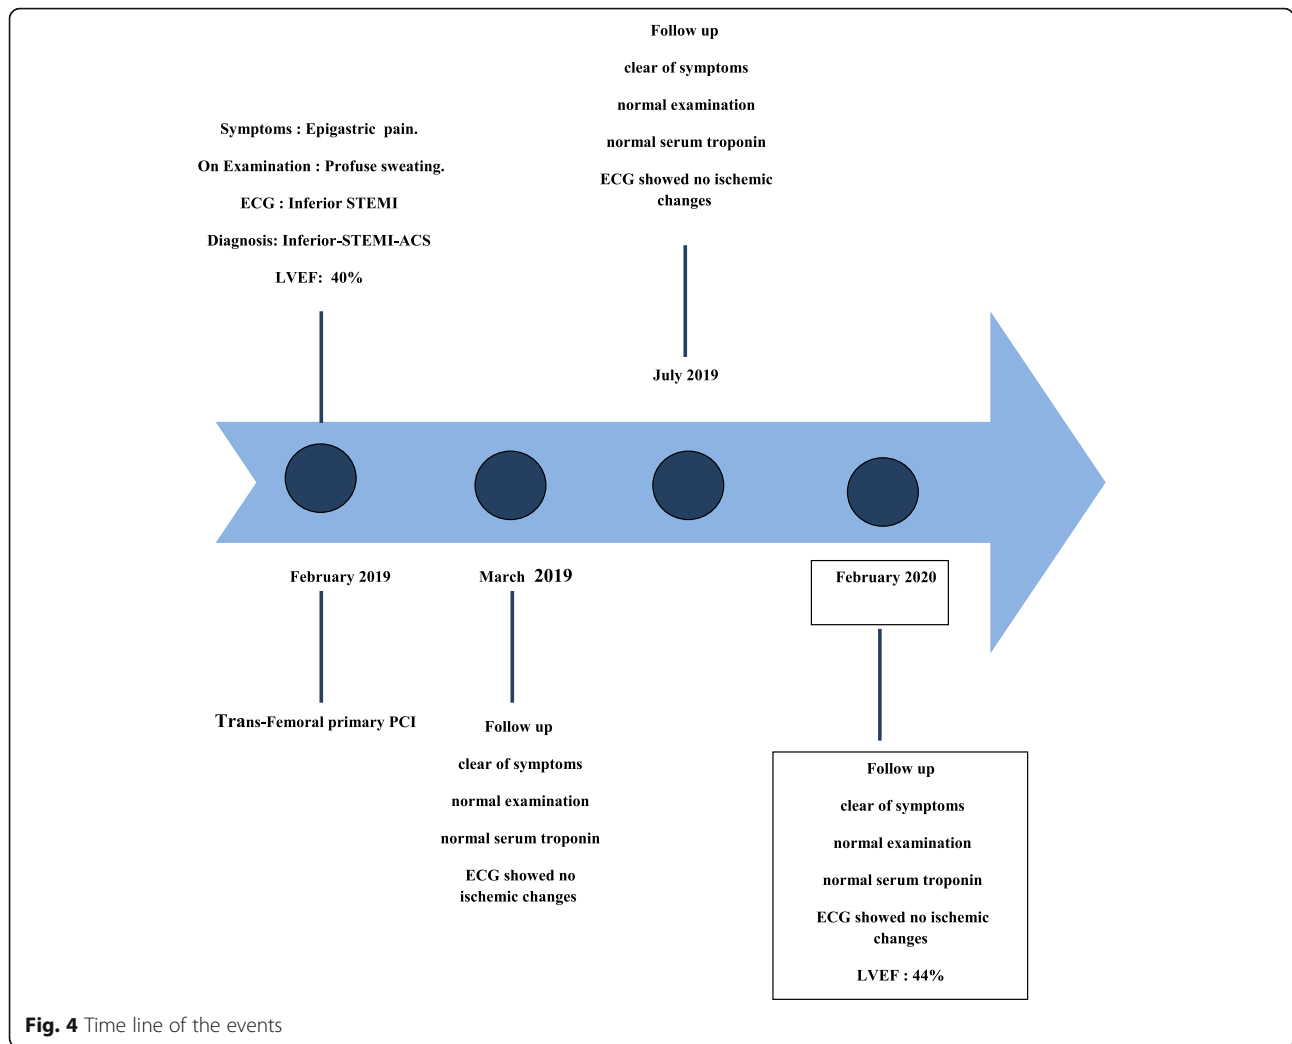 Symptoms : Epigastric pain.
On Examination : Profuse sweating.
ECG : Inferior STEMI
Diagnosis: Inferior-STEMI-ACS
LVEF: 40%
February 2019
Trans-Femoral primary PCI
March 2019
Follow up
clear of symptoms
normal examination
normal serum troponin
ECG showed no
ischemic changes
Follow up
clear of symptoms
normal examination
normal serum troponin
ECG showed no ischemic
changes
July 2019
February 2020
Follow up
clear of symptoms
normal examination
normal serum troponin
ECG showed no ischemic
changes
LVEF : 44%
Fig. 4 Time line of the events